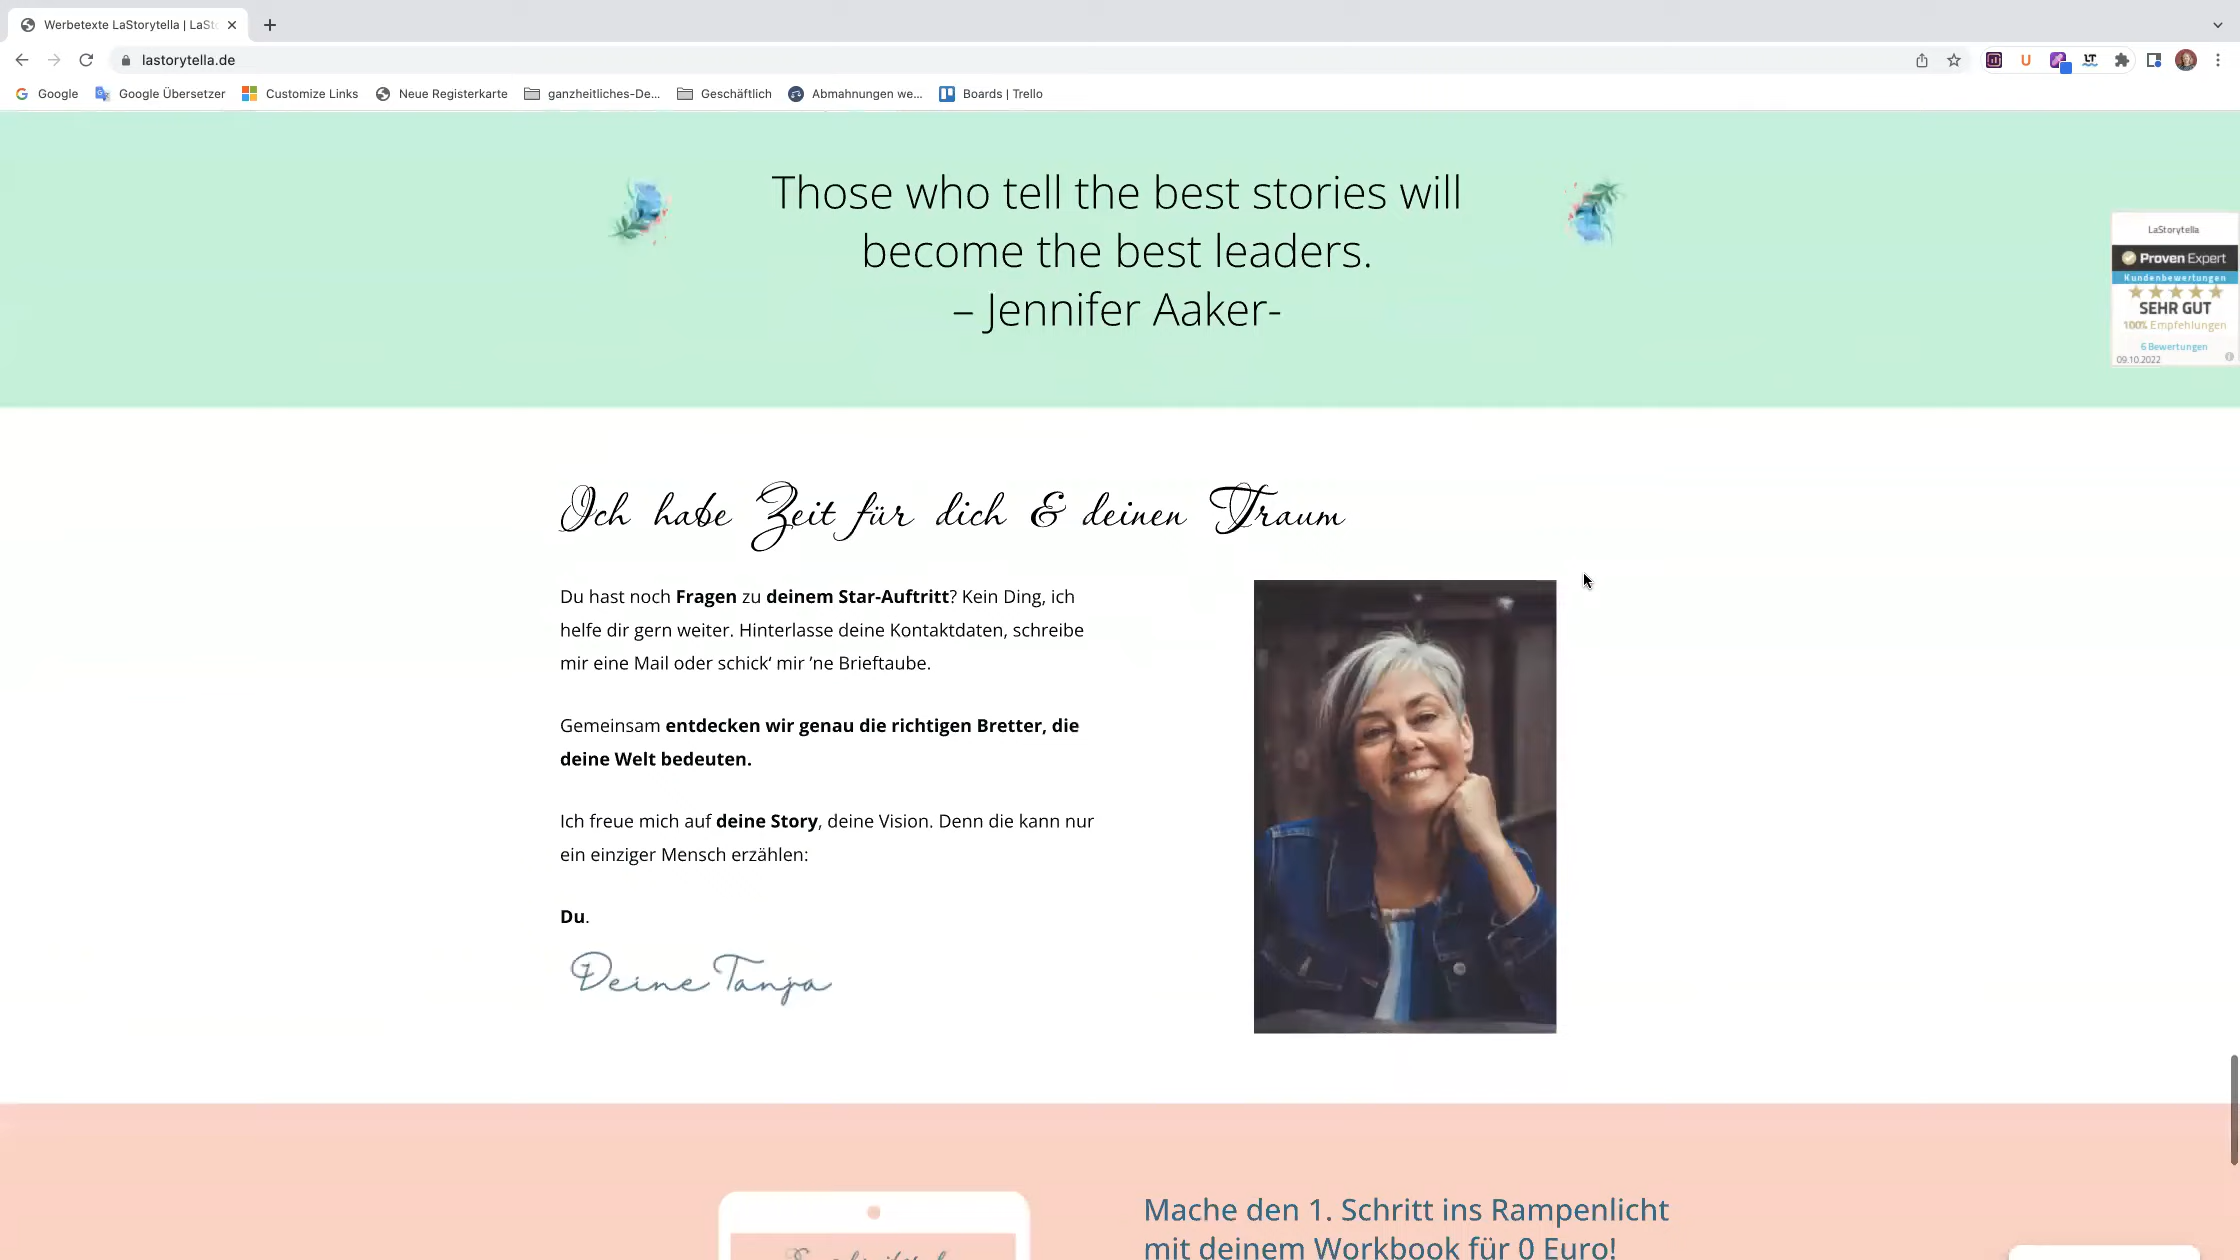 Werbetexte LaStorytella | LaSt
lastorytella.de
Google
Google Übersetzer
Customize Links
Neue Registerkarte
ganzheitliches-De...
Geschäftlich
Abmahnungen we...
Boards | Trello
Those who tell the best stories will
become the best leaders.
– Jennifer Aaker-
LaStorytella
Proven Expert
Kundenbewertungen
SEHR GUT
100% Empfehlungen
6 Bewertungen
09.10.2022
Ich habe Zeit für dich & deinen Traum
Du hast noch Fragen zu deinem Star-Auftritt? Kein Ding, ich
helfe dir gern weiter. Hinterlasse deine Kontaktdaten, schreibe
mir eine Mail oder schick‘ mir ’ne Brieftaube.
Gemeinsam entdecken wir genau die richtigen Bretter, die
deine Welt bedeuten.
Ich freue mich auf deine Story, deine Vision. Denn die kann nur
ein einziger Mensch erzählen:
Du.
Deine Tanja
Mache den 1. Schritt ins Rampenlicht
mit deinem Workbook für 0 Euro!